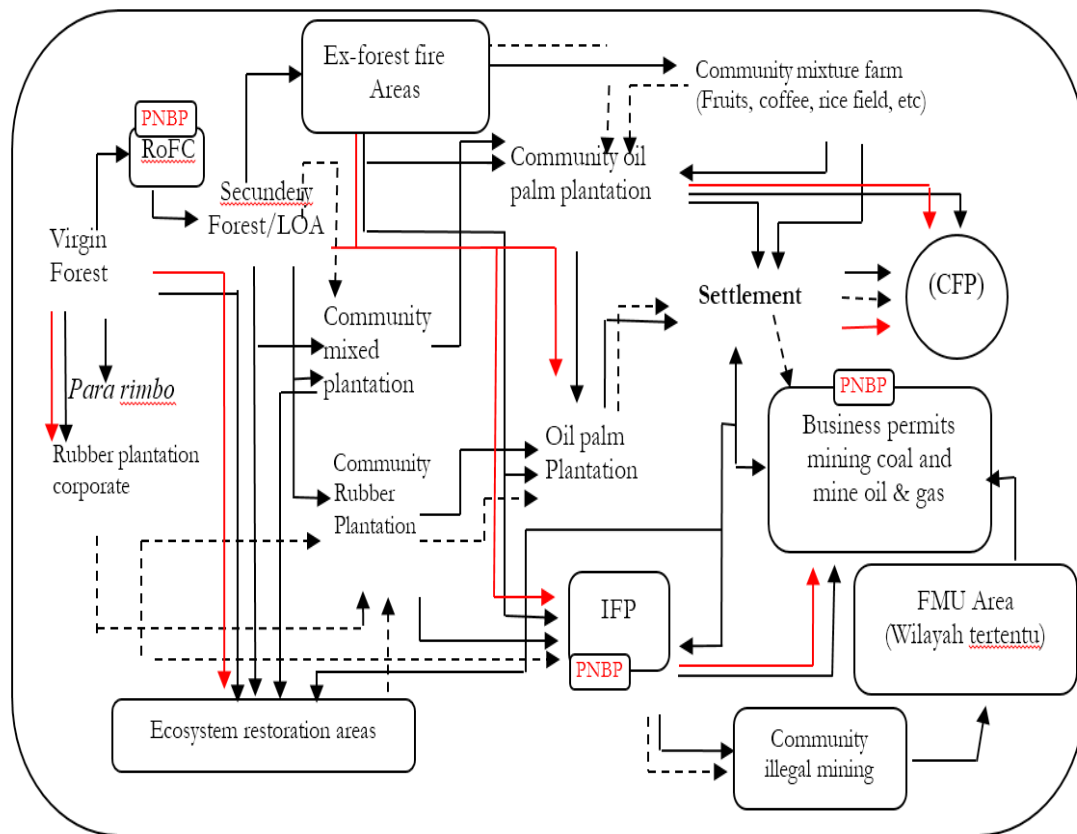 Ex-forest fire
Areas
Community mixture farm
(Fruits, coffee, rice field, etc)
PNBP
RoFC
Community oil
palm plantation
Secundery
Forest/LOA
Virgin
Forest
(CFP)
Settlement
Community
mixed
plantation
Para rimbo
PNBP
Business permits
mining coal and
mine oil & gas
Rubber plantation
corporate
Oil palm
Plantation
Community
Rubber
Plantation
IFP
PNBP
FMU Area
(Wilayah tertentu)
Ecosystem restoration areas
Community
illegal mining